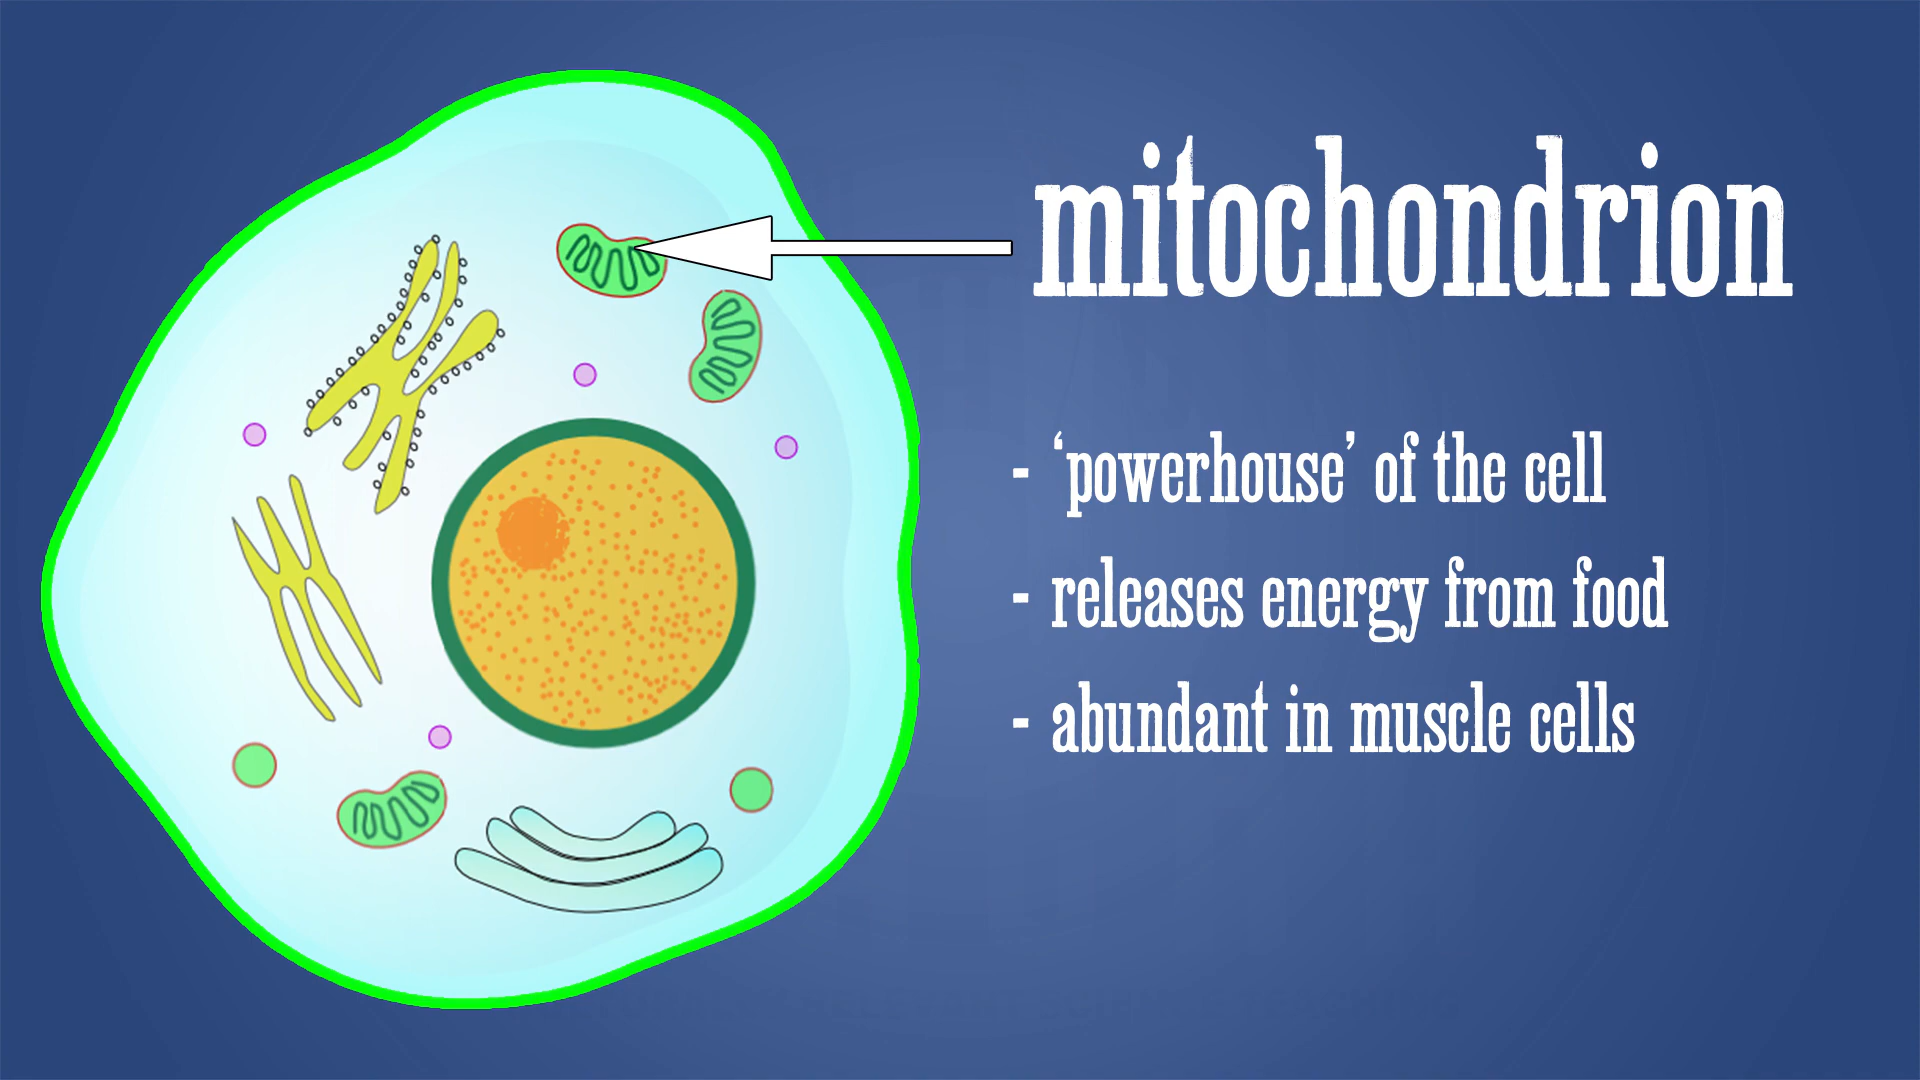 mitochondrion
- ‘powerhouse’ of the cell
- releases energy from food
- abundant in muscle cells